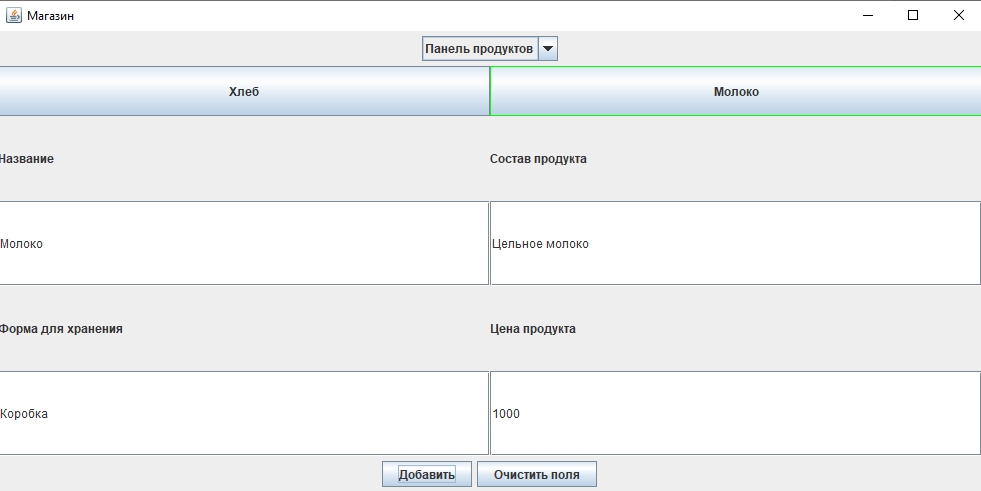 Магазин
Панель продуктов
Хлеб Молоко
Название Состав продукта
Молоко Цельное молоко
Форма для хранения Цена продукта
Коробка 1000
Добавить Очистить поля